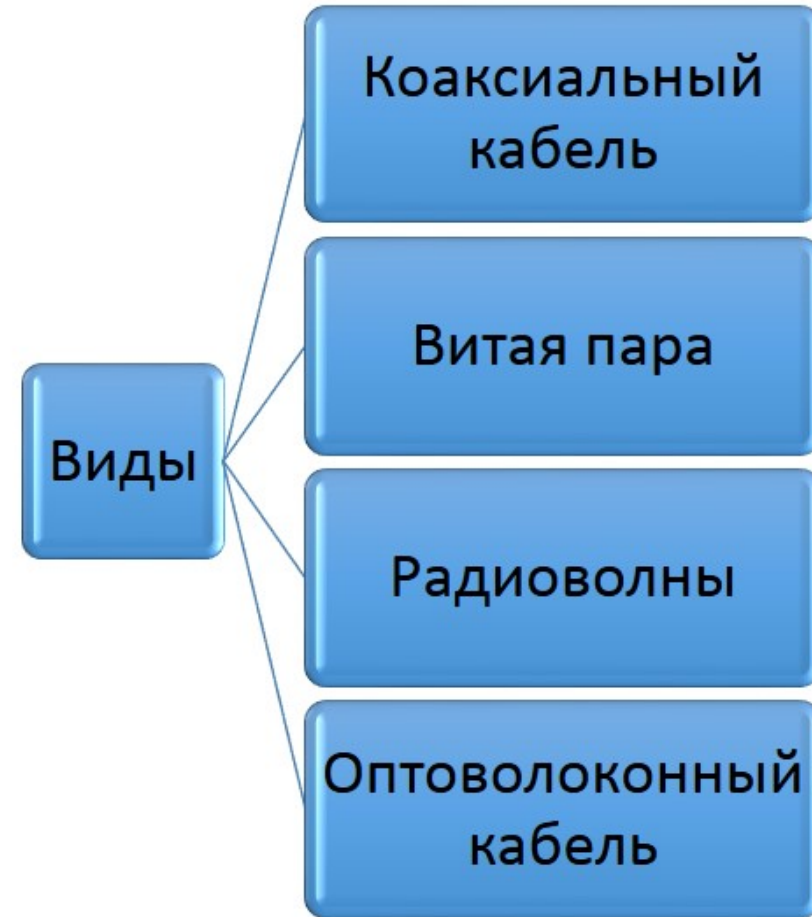 Коаксиальный
кабель
Витая пара
Виды
Радиоволны
Оптоволоконный
кабель